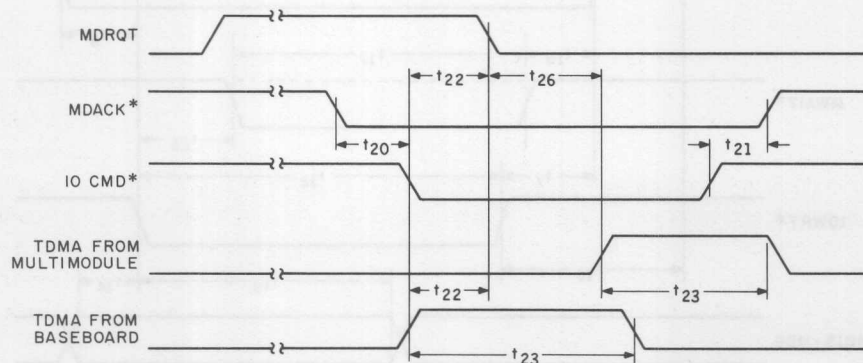 MDRQT
t22
t26
MDACK*
t20
t21
IO CMD*
TDMA FROM
MULTIMODULE
t22
t23
TDMA FROM
BASEBOARD
t23